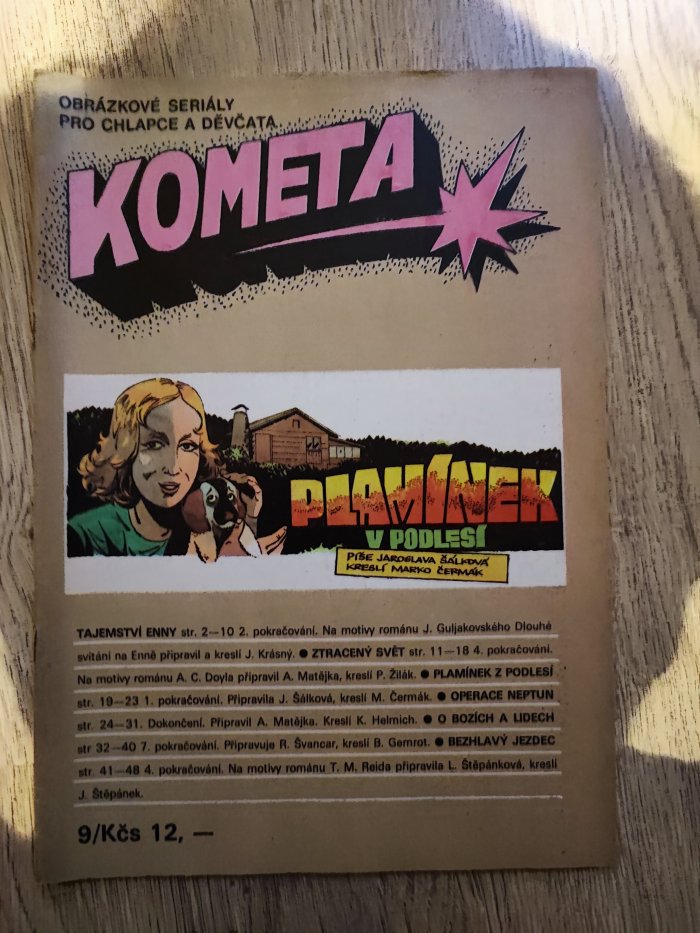 OBRÁZKOVÉ SERIÁLY
PRO CHLAPCE A DĚVČATA
KOMETA
PLAMÍNEK
V PODLESÍ
PÍŠE JAROSLAVA ŠÁLKOVÁ
KRESLÍ MARKO ČERMÁK
TAJEMSTVÍ ENNY str. 2—10 2. pokračování. Na motivy románu J. Guljakovského Dlouhé
svítání na Enně připravil a kreslí J. Krásný. ● ZTRACENÝ SVĚT str. 11—18 4. pokračování.
Na motivy románu A. C. Doyla připravil A. Matějka, kreslí P. Žilák. ● PLAMÍNEK Z PODLESÍ
str. 19—23 1. pokračování. Připravila J. Šálková, kreslí M. Čermák. ● OPERACE NEPTUN
str. 24—31. Dokončení. Připravil A. Matějka. Kreslí K. Helmich. ● O BOZÍCH A LIDECH
str 32—40 7. pokračování. Připravuje R. Švancar, kreslí B. Gemrot. ● BEZHLAVÝ JEZDEC
str. 41—48 4. pokračování. Na motivy románu T. M. Reida připravila L. Štěpánková, kreslí
J. Štěpánek.
9/Kčs 12, —